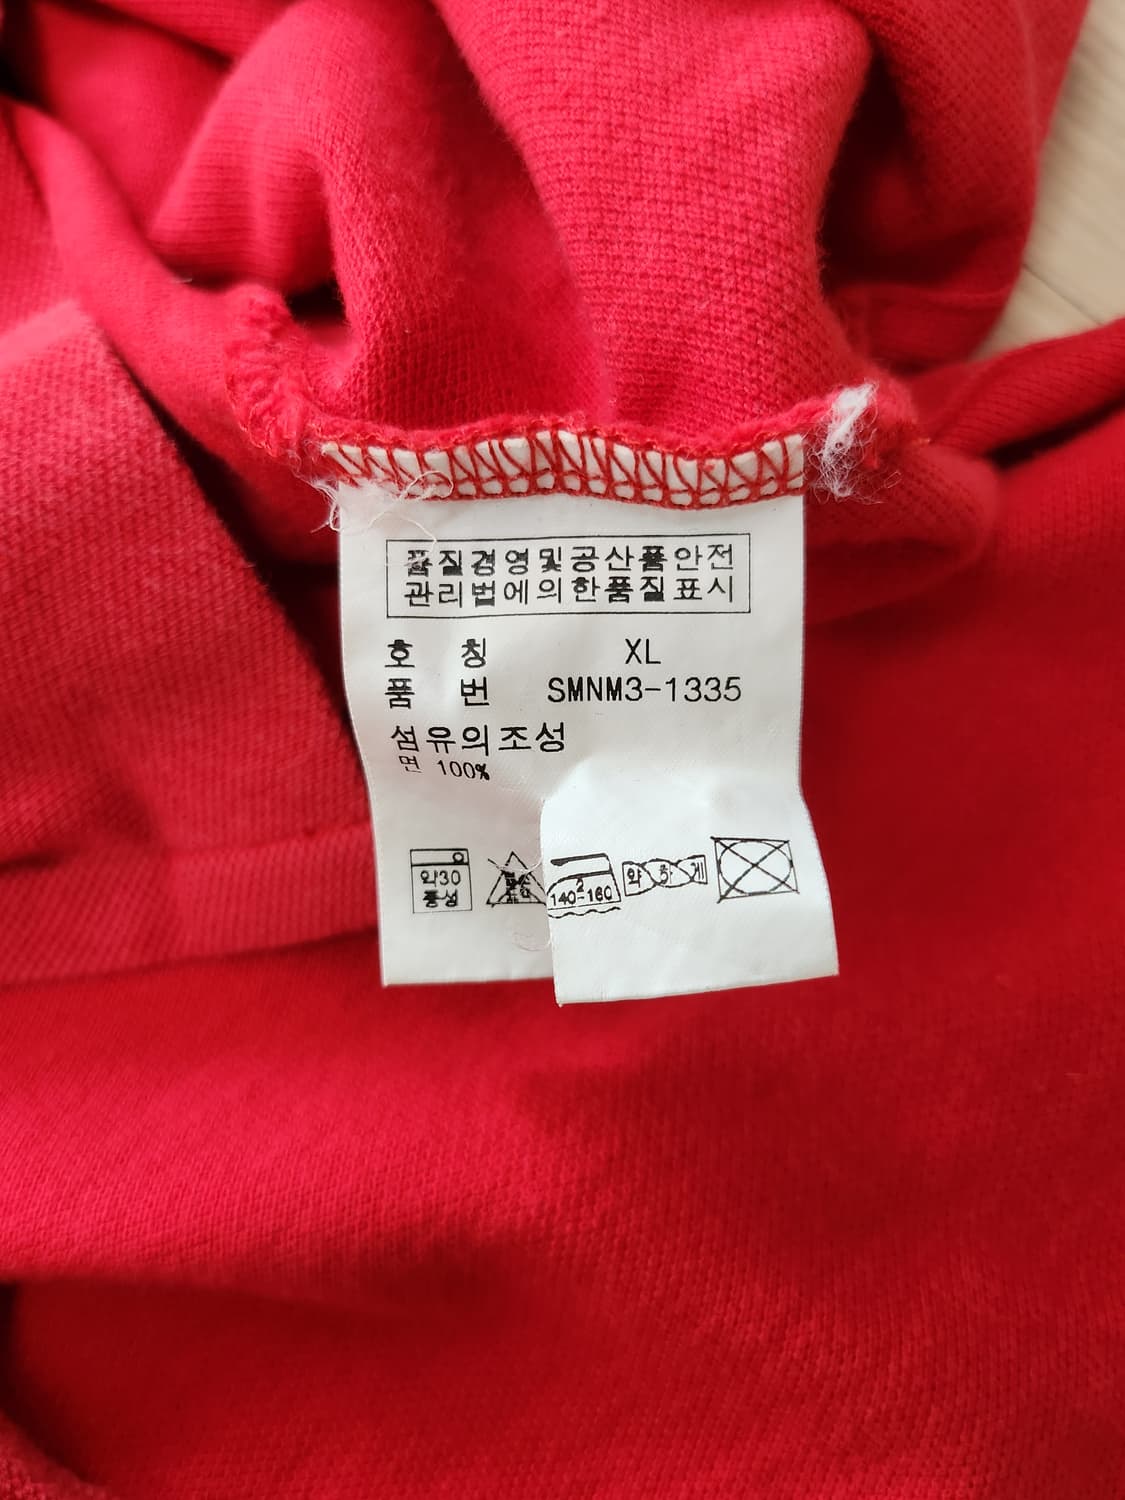 품질경영및공산품안전
관리법에의한품질표시
호 칭 XL
품 번 SMNM3-1335
섬유의조성
면 100%
약30
중성
2
140-160
약하게